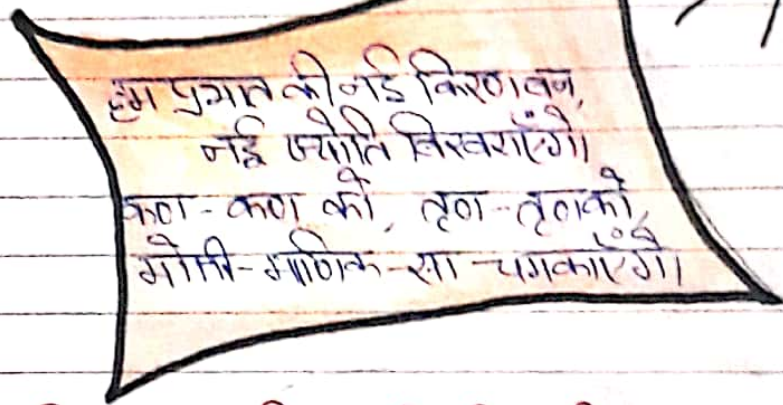 हम प्रभात की नई किरण बन,
नई ज्योति बिखराएँगे।
कण-कण को, तृण-तृण को,
मोती-माणिक-सा चमकाएँगे।